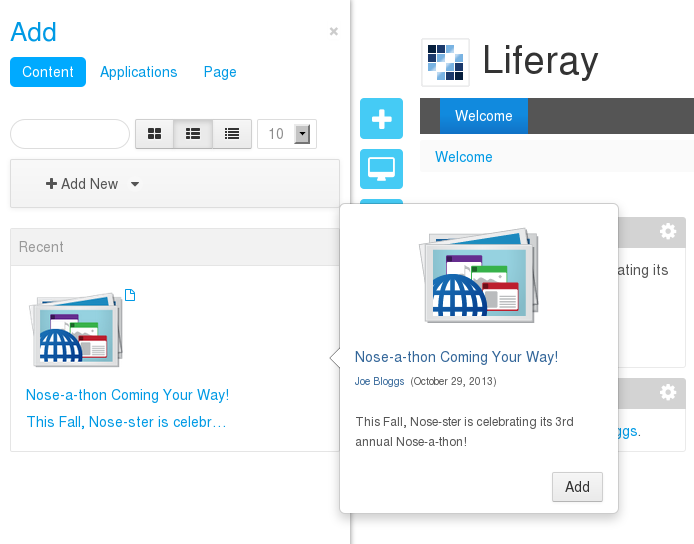 Add
×
Content Applications Page
10
Add New
Recent
Nose-a-thon Coming Your Way!
This Fall, Nose-ster is celebr…
Liferay
Welcome
Welcome
ating its
ggs.
Nose-a-thon Coming Your Way!
Joe Bloggs (October 29, 2013)
This Fall, Nose-ster is celebrating its 3rd
annual Nose-a-thon!
Add